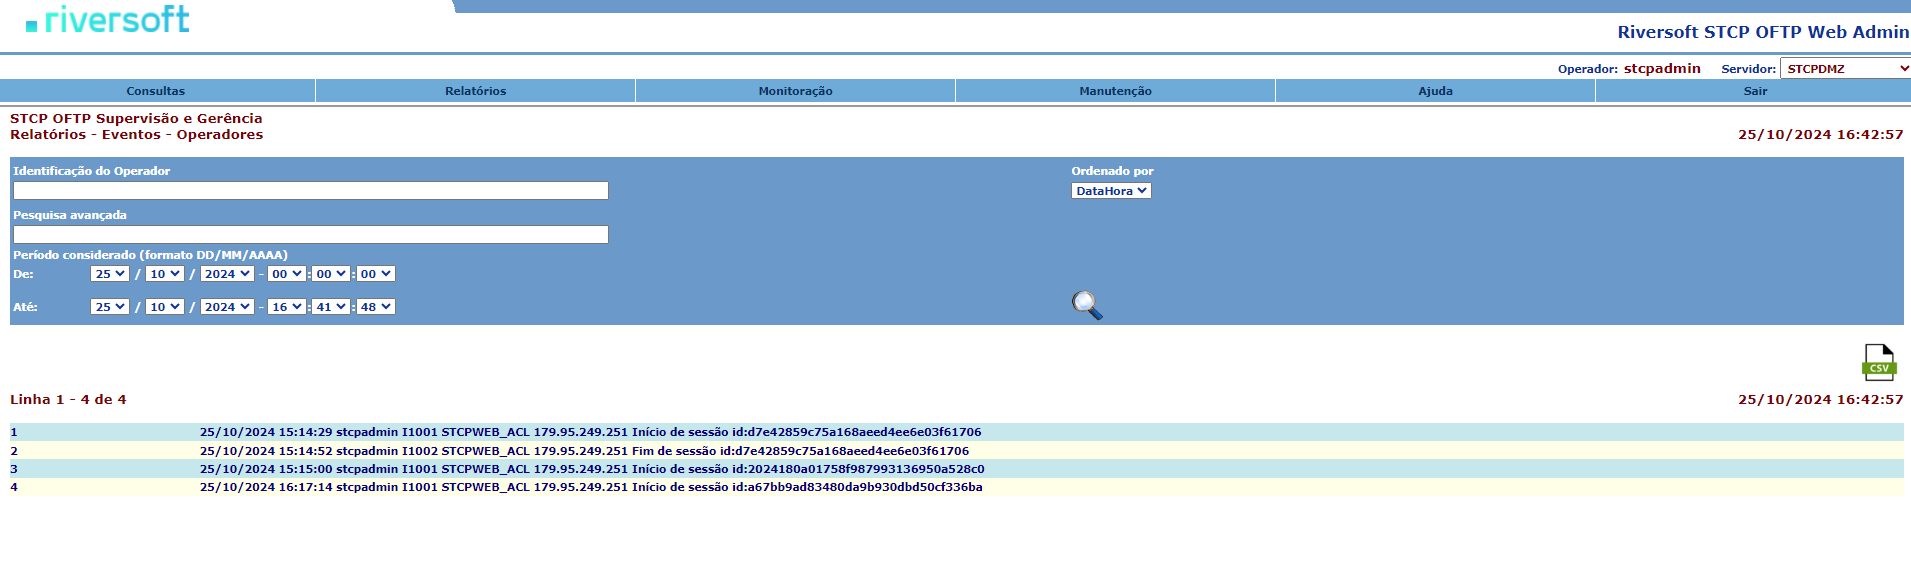 riversoft
Riversoft STCP OFTP Web Admin
Operador: stcpadmin Servidor: STCPDMZ
Consultas Relatórios Monitoração Manutenção Ajuda Sair
STCP OFTP Supervisão e Gerência
Relatórios - Eventos - Operadores 25/10/2024 16:42:57
Identificação do Operador Ordenado por
DataHora
Pesquisa avançada
Período considerado (formato DD/MM/AAAA)
De: 25 / 10 / 2024 - 00 : 00 : 00
Até: 25 / 10 / 2024 - 16 : 41 : 48
CSV
Linha 1 - 4 de 4 25/10/2024 16:42:57
1 25/10/2024 15:14:29 stcpadmin I1001 STCPWEB_ACL 179.95.249.251 Início de sessão id:d7e42859c75a168aeed4ee6e03f61706
2 25/10/2024 15:14:52 stcpadmin I1002 STCPWEB_ACL 179.95.249.251 Fim de sessão id:d7e42859c75a168aeed4ee6e03f61706
3 25/10/2024 15:15:00 stcpadmin I1001 STCPWEB_ACL 179.95.249.251 Início de sessão id:2024180a01758f987993136950a528c0
4 25/10/2024 16:17:14 stcpadmin I1001 STCPWEB_ACL 179.95.249.251 Início de sessão id:a67bb9ad83480da9b930dbd50cf336ba